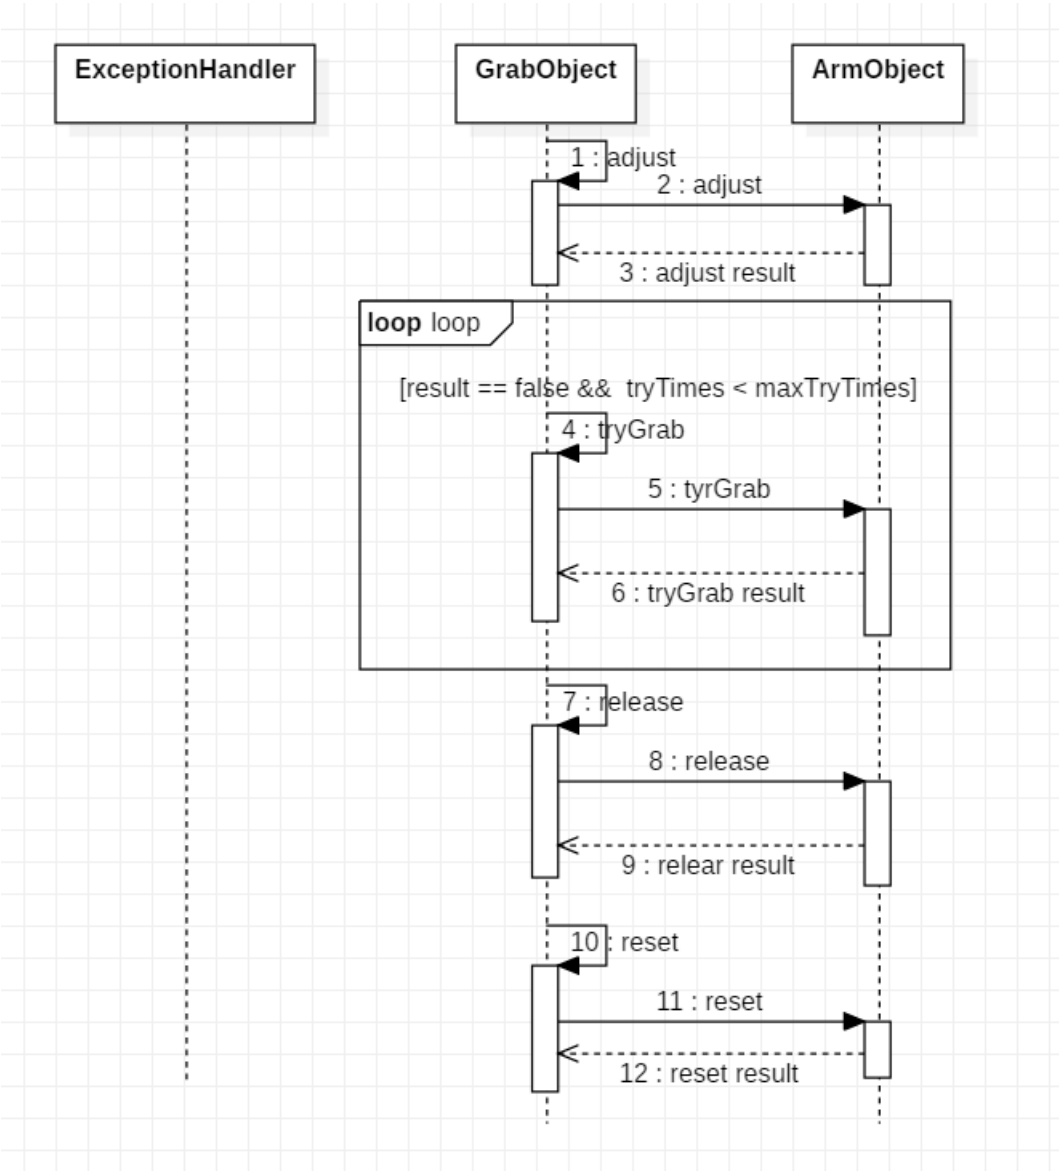 ExceptionHandler
GrabObject
ArmObject
1 : adjust
2 : adjust
3 : adjust result
loop loop
[result == false && tryTimes < maxTryTimes]
4 : tryGrab
5 : tyrGrab
6 : tryGrab result
7 : release
8 : release
9 : relear result
10 : reset
11 : reset
12 : reset result